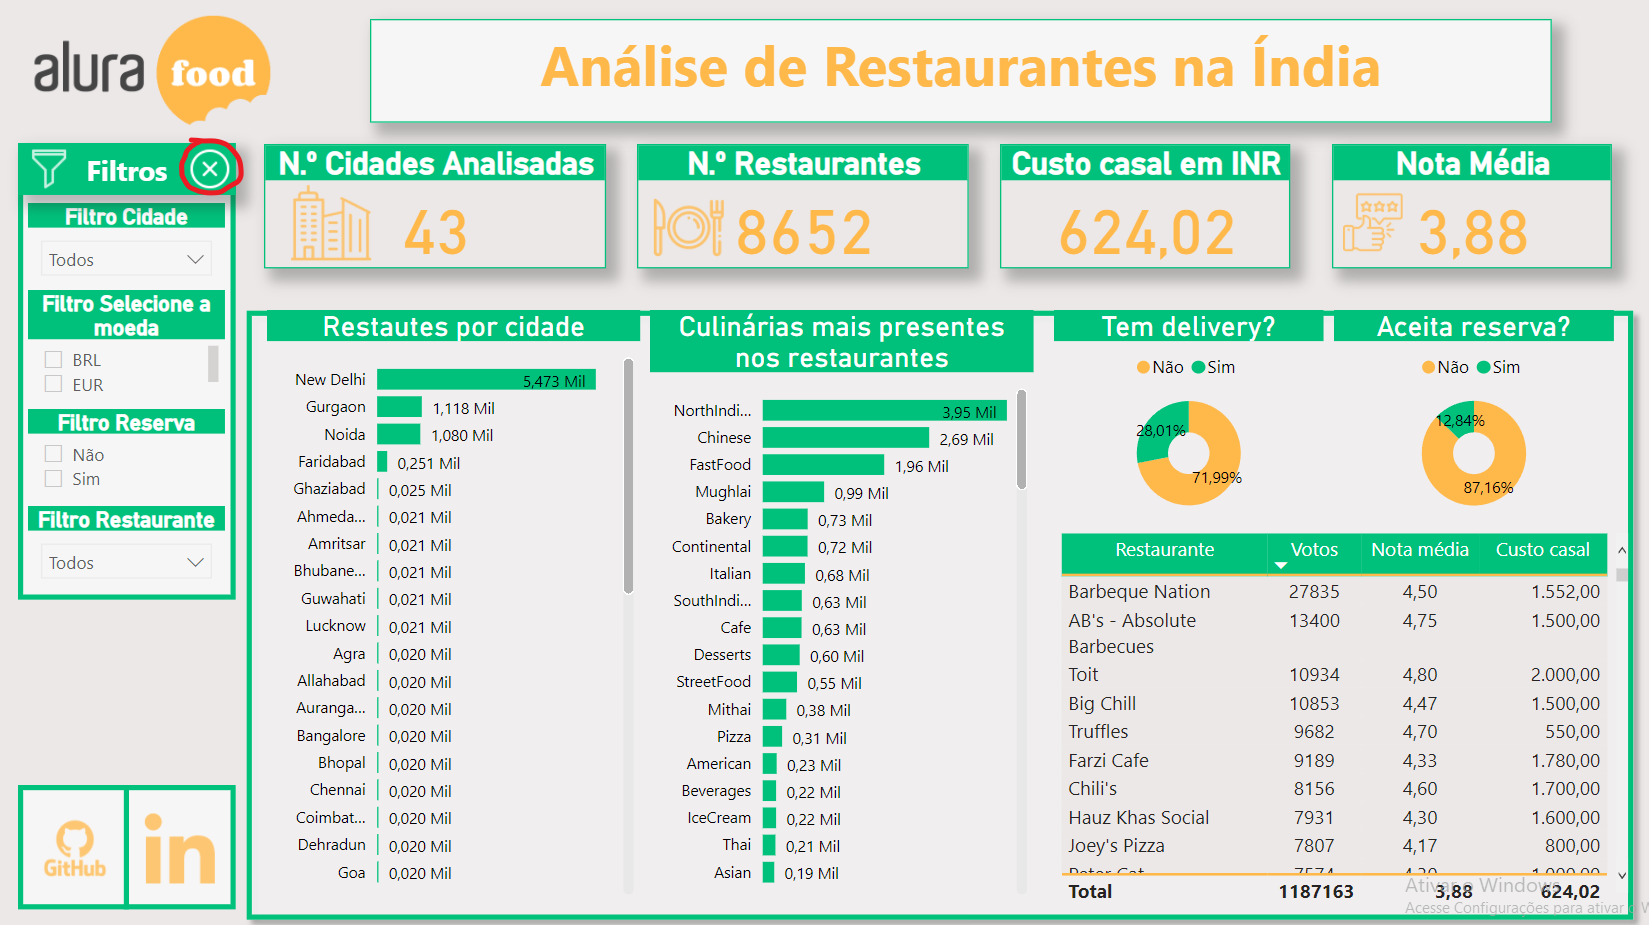 alura food
Análise de Restaurantes na Índia
Filtros
Filtro Cidade
Todos
Filtro Selecione a
moeda
BRL
EUR
Filtro Reserva
Não
Sim
Filtro Restaurante
Todos
GitHub
in
N.º Cidades Analisadas
43
N.º Restaurantes
8652
Custo casal em INR
624,02
Nota Média
3,88
Restautes por cidade
New Delhi 5,473 Mil
Gurgaon 1,118 Mil
Noida 1,080 Mil
Faridabad 0,251 Mil
Ghaziabad 0,025 Mil
Ahmeda... 0,021 Mil
Amritsar 0,021 Mil
Bhubane... 0,021 Mil
Guwahati 0,021 Mil
Lucknow 0,021 Mil
Agra 0,020 Mil
Allahabad 0,020 Mil
Auranga... 0,020 Mil
Bangalore 0,020 Mil
Bhopal 0,020 Mil
Chennai 0,020 Mil
Coimbat... 0,020 Mil
Dehradun 0,020 Mil
Goa 0,020 Mil
Culinárias mais presentes
nos restaurantes
NorthIndi... 3,95 Mil
Chinese 2,69 Mil
FastFood 1,96 Mil
Mughlai 0,99 Mil
Bakery 0,73 Mil
Continental 0,72 Mil
Italian 0,68 Mil
SouthIndi... 0,63 Mil
Cafe 0,63 Mil
Desserts 0,60 Mil
StreetFood 0,55 Mil
Mithai 0,38 Mil
Pizza 0,31 Mil
American 0,23 Mil
Beverages 0,22 Mil
IceCream 0,22 Mil
Thai 0,21 Mil
Asian 0,19 Mil
Tem delivery?
Não Sim
28,01%
71,99%
Aceita reserva?
Não Sim
12,84%
87,16%
Restaurante Votos Nota média Custo casal
Barbeque Nation 27835 4,50 1.552,00
AB's - Absolute 13400 4,75 1.500,00
Barbecues
Toit 10934 4,80 2.000,00
Big Chill 10853 4,47 1.500,00
Truffles 9682 4,70 550,00
Farzi Cafe 9189 4,33 1.780,00
Chili's 8156 4,60 1.700,00
Hauz Khas Social 7931 4,30 1.600,00
Joey's Pizza 7807 4,17 800,00
Total 1187163 3,88 624,02
Ativar o Windows
Acesse Configurações para ativar o W